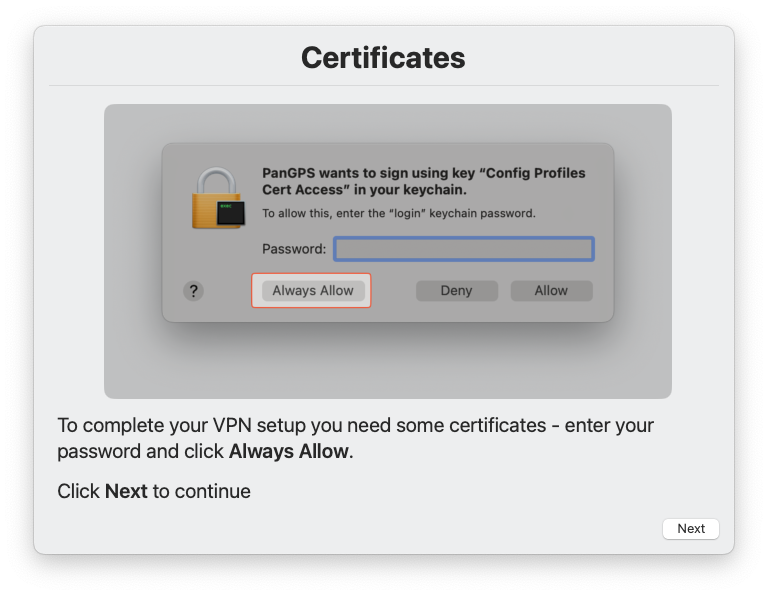 Certificates
PanGPS wants to sign using key “Config Profiles
Cert Access” in your keychain.
To allow this, enter the “login” keychain password.
Password:
?
Always Allow
Deny
Allow
To complete your VPN setup you need some certificates - enter your
password and click Always Allow.
Click Next to continue
Next